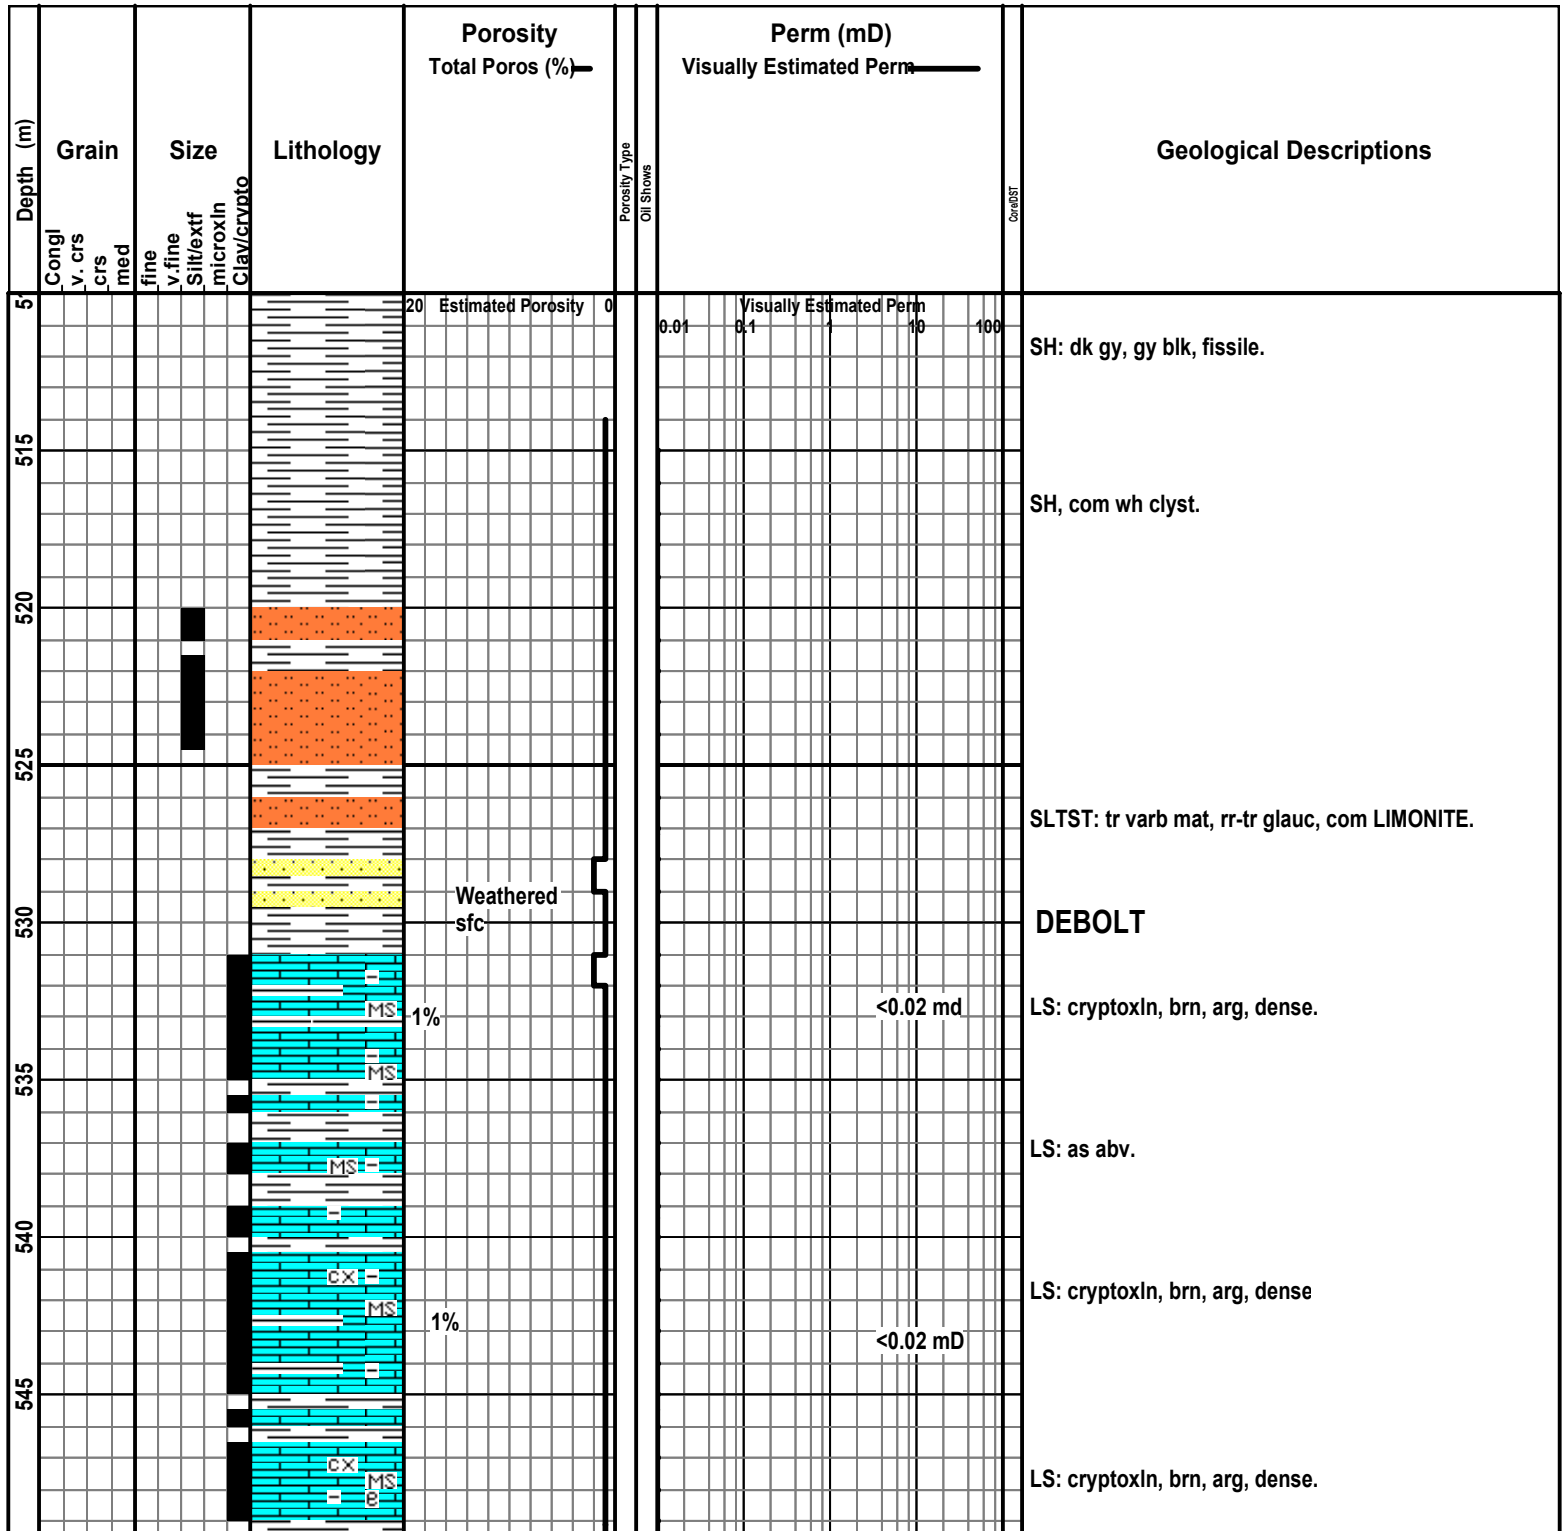 Porosity
Total Poros (%)
Perm (mD)
Visually Estimated Perm
Depth (m)
Grain Size
Lithology
Porosity Type
Oil Shows
Core/DST
Geological Descriptions
Congl
v. crs
crs
med
fine
v.fine
Silt/extf
microxln
Clay/crypto
20 Estimated Porosity 0
Visually Estimated Perm
0.01 0.1 1 10 100
SH: dk gy, gy blk, fissile.
515
SH, com wh clyst.
520
525
SLTST: tr varb mat, rr-tr glauc, com LIMONITE.
Weathered
sfc
530
DEBOLT
MS
1%
<0.02 md
LS: cryptoxln, brn, arg, dense.
MS
535
MS
LS: as abv.
540
cx
LS: cryptoxln, brn, arg, dense
MS
1%
<0.02 mD
545
cx
MS
e
LS: cryptoxln, brn, arg, dense.